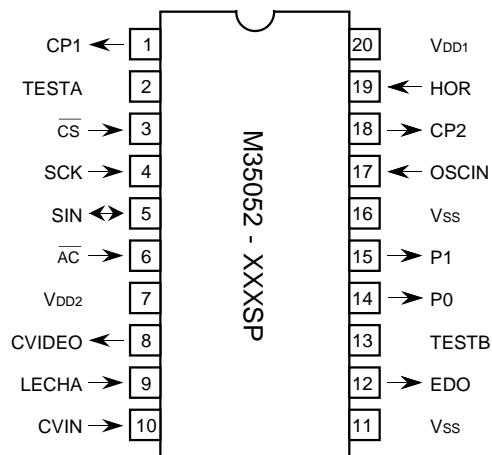 CP1 1 20 VDD1
TESTA 2 19 HOR
CS 3 18 CP2
SCK 4 17 OSCIN
SIN 5 16 VSS
AC 6 15 P1
VDD2 7 14 P0
CVIDEO 8 13 TESTB
LECHA 9 12 EDO
CVIN 10 11 VSS
M35052 - XXXSP